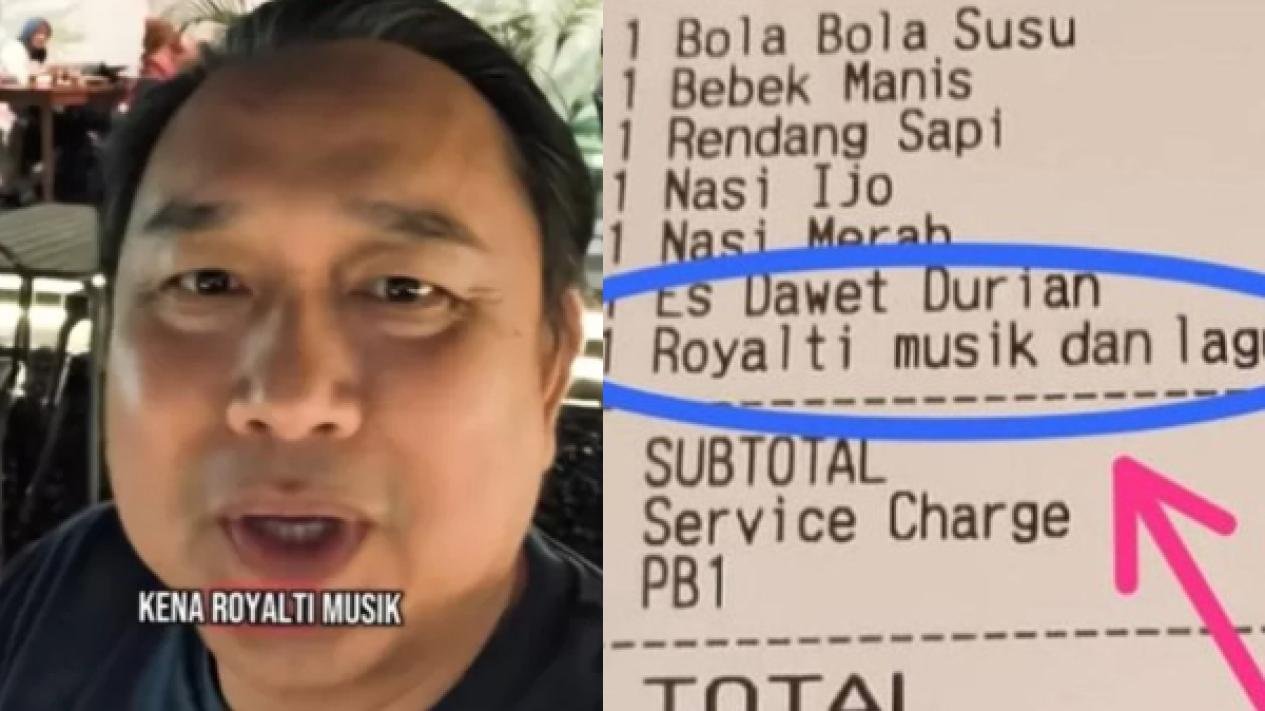 KENA ROYALTI MUSIK
1 Bola Bola Susu
1 Bebek Manis
1 Rendang Sapi
1 Nasi Ijo
1 Nasi Merah
1 Es Dawet Durian
1 Royalti musik dan lagu
SUBTOTAL
Service Charge
PB1
TOTAL